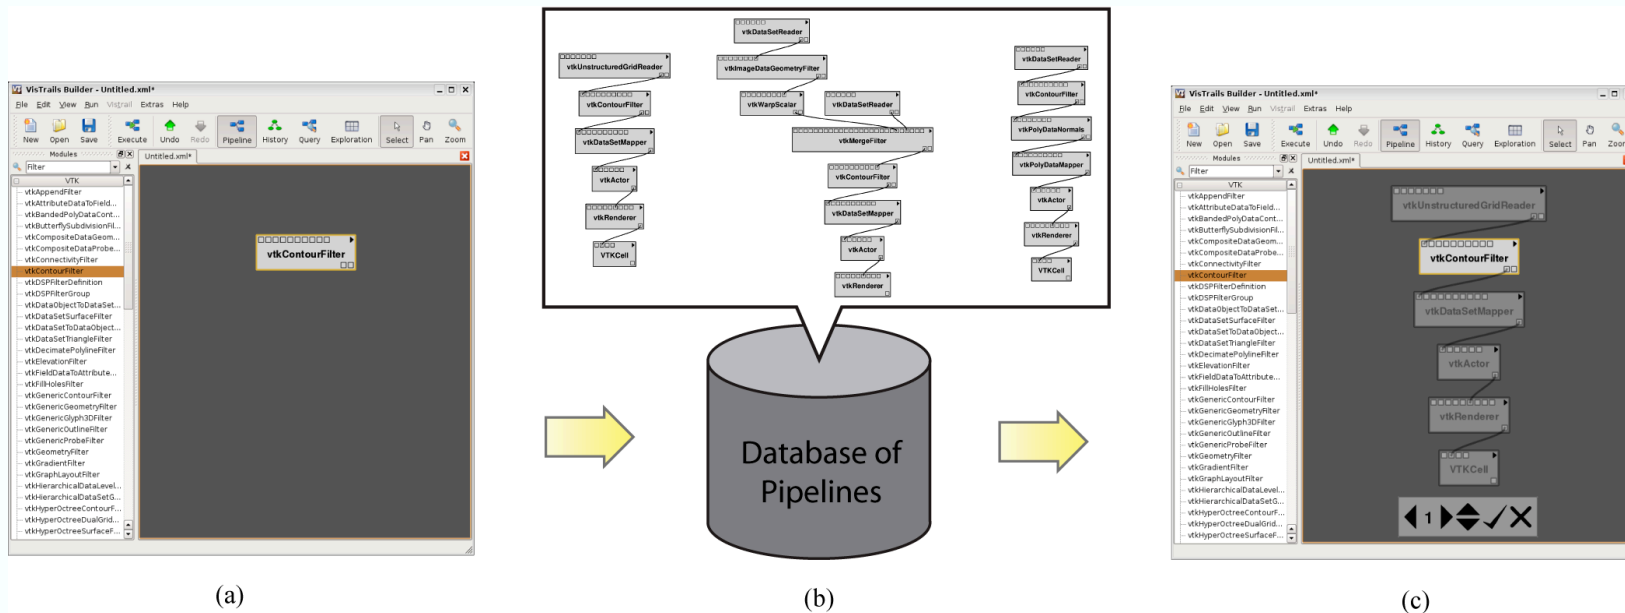 VisTrails Builder - Untitled.xml*
File Edit View Run Vistrail Extras Help
New Open Save Execute Undo Redo Pipeline History Query Exploration Select Pan Zoom
Modules
Untitled.xml*
Filter
VTK
vtkAppendFilter
vtkAttributeDataToField...
vtkBandedPolyDataCont...
vtkButterflySubdivisionFil...
vtkCompositeDataGeom...
vtkCompositeDataProbe...
vtkConnectivityFilter
vtkContourFilter
vtkDSPFilterDefinition
vtkDSPFilterGroup
vtkDataObjectToDataSet...
vtkDataSetSurfaceFilter
vtkDataSetToDataObject...
vtkDataSetTriangleFilter
vtkDecimatePolylineFilter
vtkElevationFilter
vtkFieldDataToAttribute...
vtkFillHolesFilter
vtkGenericContourFilter
vtkGenericGeometryFilter
vtkGenericGlyph3DFilter
vtkGenericOutlineFilter
vtkGenericProbeFilter
vtkGeometryFilter
vtkGradientFilter
vtkGraphLayoutFilter
vtkHierarchicalDataLevel...
vtkHierarchicalDataSetG...
vtkHyperOctreeContourF...
vtkHyperOctreeDualGrid...
vtkHyperOctreeSurfaceF...
vtkContourFilter
(a)
vtkUnstructuredGridReader
vtkContourFilter
vtkDataSetMapper
vtkActor
vtkRenderer
VTKCell
vtkDataSetReader
vtkImageDataGeometryFilter
vtkWarpScalar
vtkDataSetReader
vtkMergeFilter
vtkContourFilter
vtkDataSetMapper
vtkActor
vtkRenderer
vtkDataSetReader
vtkContourFilter
vtkPolyDataNormals
vtkPolyDataMapper
vtkActor
vtkRenderer
VTKCell
Database of
Pipelines
(b)
VisTrails Builder - Untitled.xml*
File Edit View Run Vistrail Extras Help
New Open Save Execute Undo Redo Pipeline History Query Exploration Select Pan Zoor
Modules
Untitled.xml*
Filter
VTK
vtkAppendFilter
vtkAttributeDataToField...
vtkBandedPolyDataCont...
vtkButterflySubdivisionFil...
vtkCompositeDataGeom...
vtkCompositeDataProbe...
vtkConnectivityFilter
vtkContourFilter
vtkDSPFilterDefinition
vtkDSPFilterGroup
vtkDataObjectToDataSet...
vtkDataSetSurfaceFilter
vtkDataSetToDataObject...
vtkDataSetTriangleFilter
vtkDecimatePolylineFilter
vtkElevationFilter
vtkFieldDataToAttribute...
vtkFillHolesFilter
vtkGenericContourFilter
vtkGenericGeometryFilter
vtkGenericGlyph3DFilter
vtkGenericOutlineFilter
vtkGenericProbeFilter
vtkGeometryFilter
vtkGradientFilter
vtkGraphLayoutFilter
vtkHierarchicalDataLevel...
vtkHierarchicalDataSetG...
vtkHyperOctreeContourF...
vtkHyperOctreeDualGrid...
vtkHyperOctreeSurfaceF...
vtkUnstructuredGridReader
vtkContourFilter
vtkDataSetMapper
vtkActor
vtkRenderer
VTKCell
1
(c)